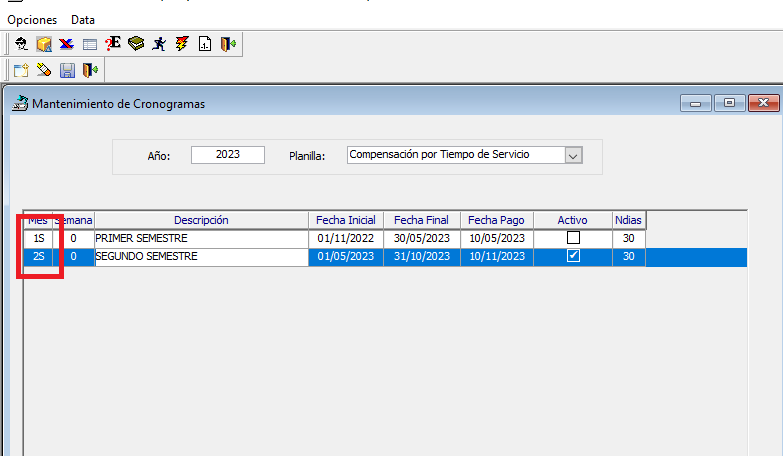 Opciones Data
Mantenimiento de Cronogramas
Año: 2023 Planilla: Compensación por Tiempo de Servicio
Mes Semana Descripción Fecha Inicial Fecha Final Fecha Pago Activo Ndias
1S 0 PRIMER SEMESTRE 01/11/2022 30/05/2023 10/05/2023 30
2S 0 SEGUNDO SEMESTRE 01/05/2023 31/10/2023 10/11/2023 30